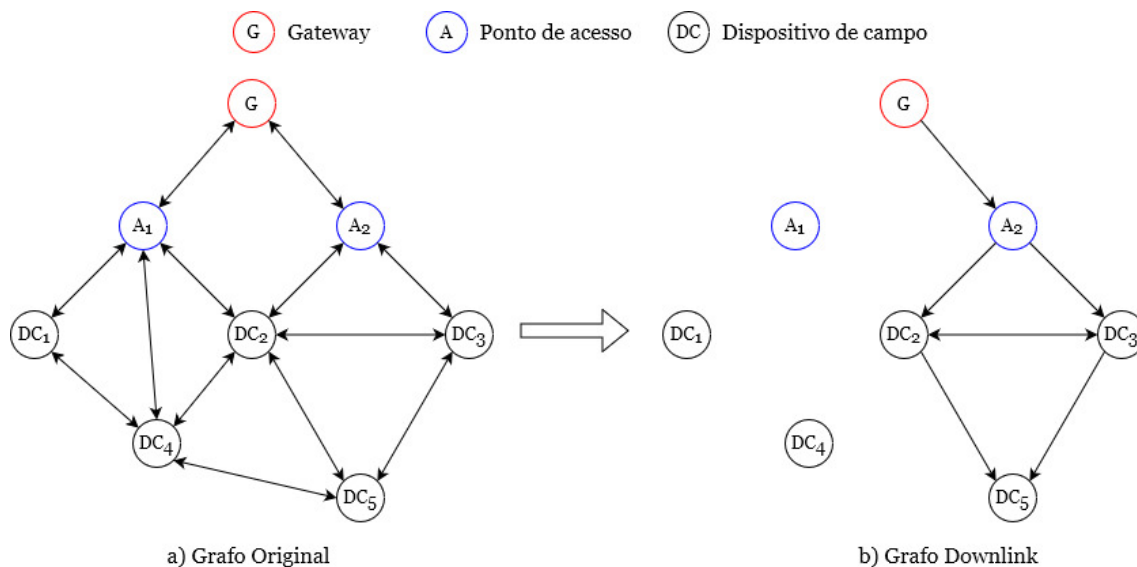 G Gateway A Ponto de acesso DC Dispositivo de campo
G G
A₁ A₂ A₁ A₂
DC₁ DC₂ DC₃ DC₁ DC₂ DC₃
DC₄ DC₄
DC₅ DC₅
a) Grafo Original b) Grafo Downlink